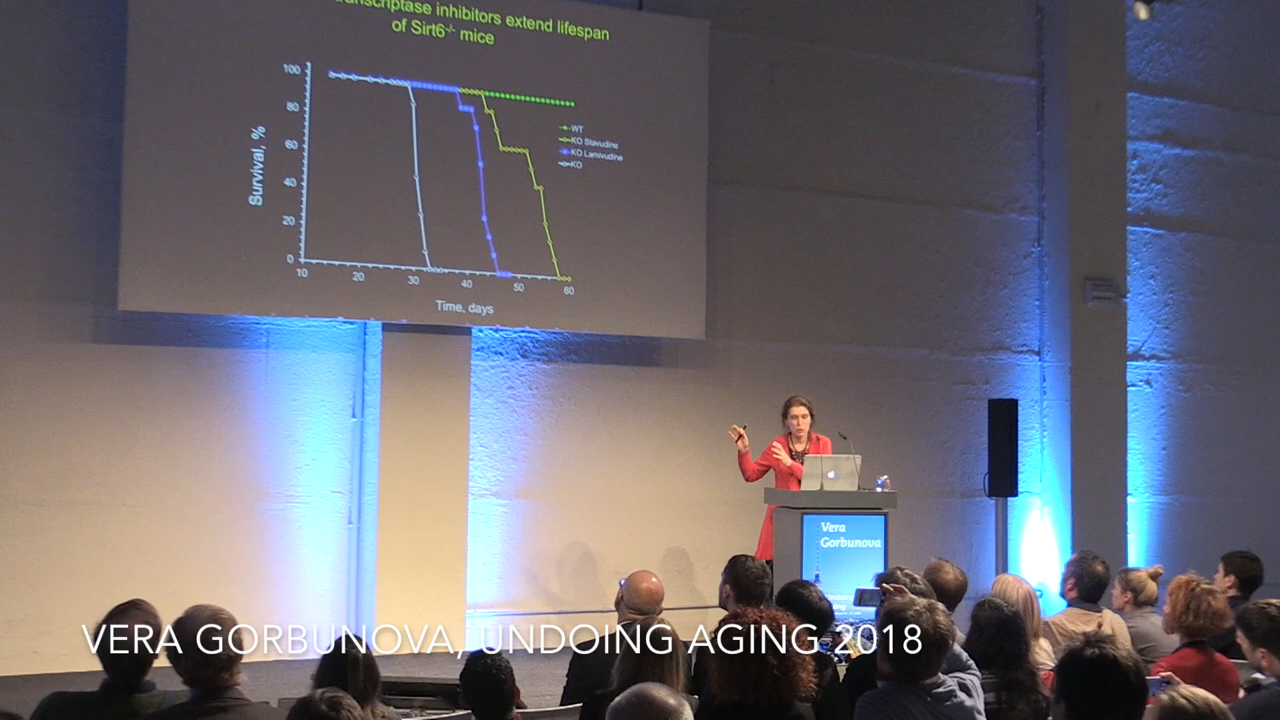 transcriptase inhibitors extend lifespan
of Sirt6-/- mice
Survival, %
100
80
60
40
20
0
10 20 30 40 50 60
Time, days
WT
KO Stavudine
KO Lamivudine
KO
Vera
Gorbunova
VERA GORBUNOVA, UNDOING AGING 2018